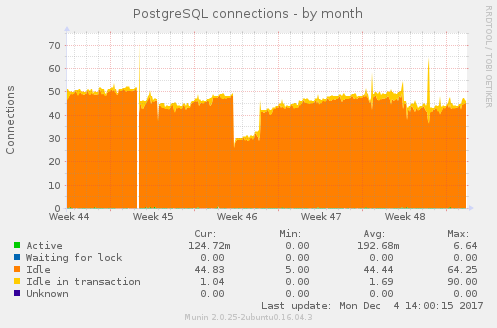 PostgreSQL connections - by month
RRDTOOL / TOBI OETIKER
Connections
70
60
50
40
30
20
10
0
Week 44 Week 45 Week 46 Week 47 Week 48
Cur: Min: Avg: Max:
Active 124.72m 0.00 192.68m 6.64
Waiting for lock 0.00 0.00 0.00 0.00
Idle 44.83 5.00 44.44 64.25
Idle in transaction 1.04 0.00 1.69 90.00
Unknown 0.00 0.00 0.00 0.00
Last update: Mon Dec 4 14:00:15 2017
Munin 2.0.25-2ubuntu0.16.04.3